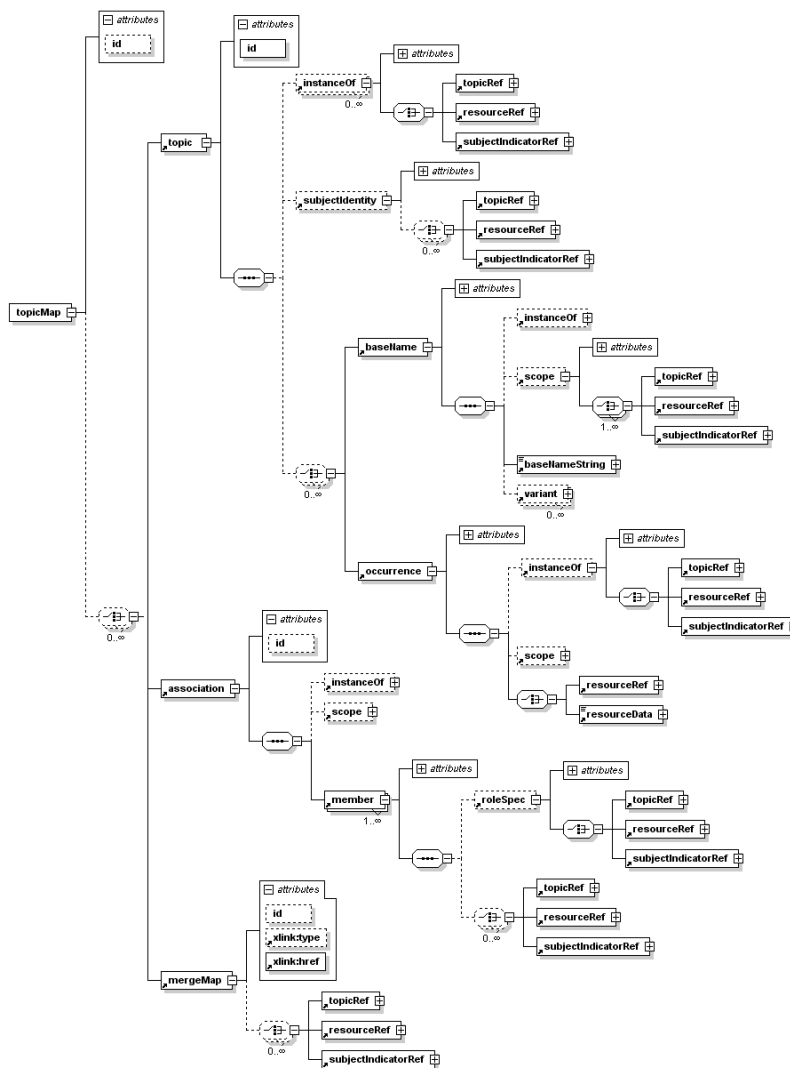 attributes
id
attributes
id
instanceOf
0..∞
attributes
topicRef
resourceRef
subjectIndicatorRef
topic
subjectIdentity
attributes
topicRef
resourceRef
subjectIndicatorRef
0..∞
topicMap
baseName
attributes
instanceOf
scope
attributes
topicRef
resourceRef
subjectIndicatorRef
1..∞
baseNameString
variant
0..∞
0..∞
occurrence
attributes
instanceOf
attributes
topicRef
resourceRef
subjectIndicatorRef
scope
resourceRef
resourceData
0..∞
association
attributes
id
instanceOf
scope
member
1..∞
attributes
roleSpec
attributes
topicRef
resourceRef
subjectIndicatorRef
topicRef
resourceRef
subjectIndicatorRef
0..∞
mergeMap
attributes
id
xlink:type
xlink:href
topicRef
resourceRef
subjectIndicatorRef
0..∞